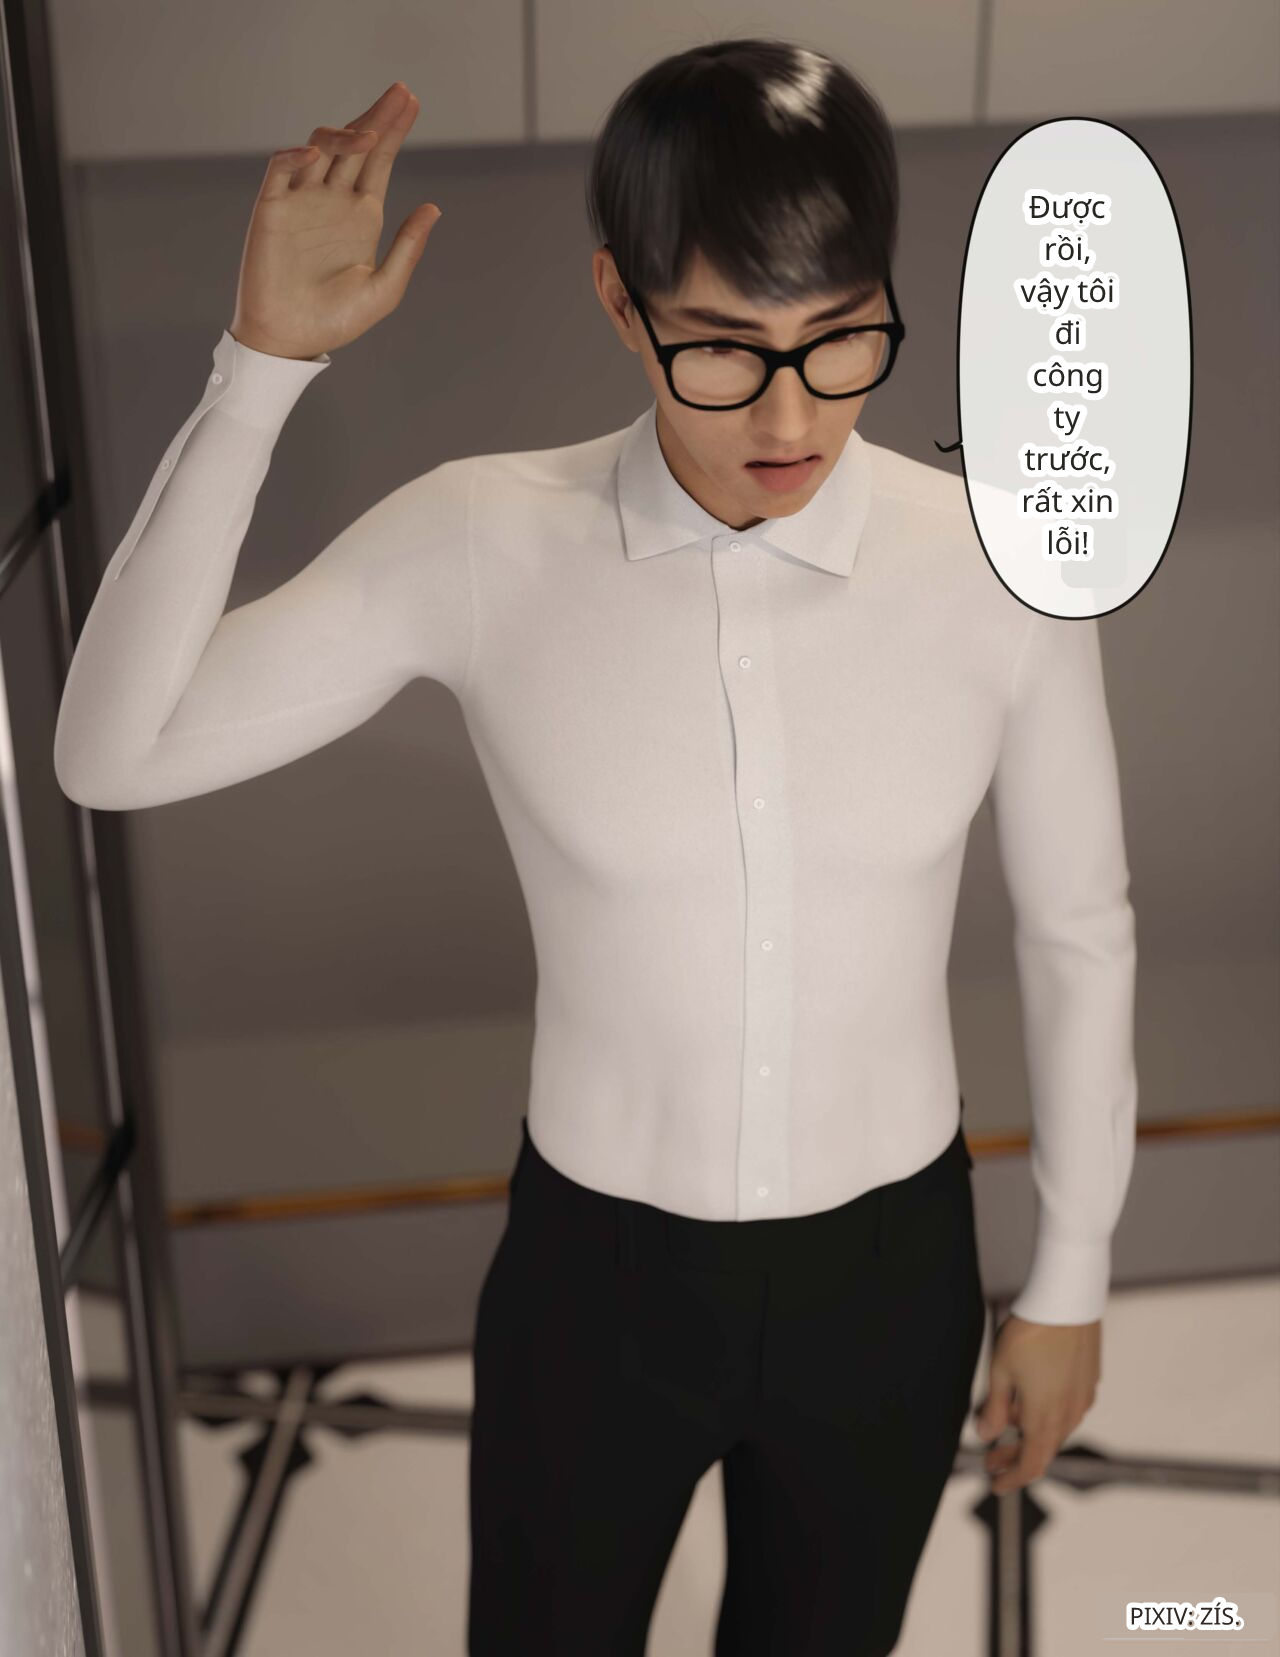 Được
rồi,
vậy tôi
đi
công
ty
trước,
rất xin
lỗi!
PIXIV: ZÍS.